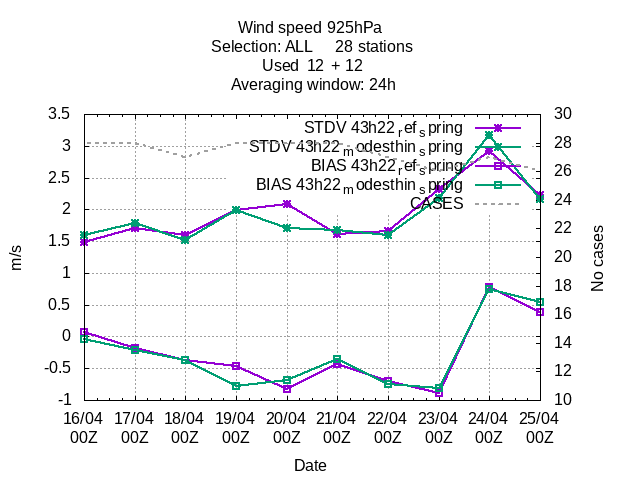 Wind speed 925hPa
Selection: ALL 28 stations
Used 12 + 12
Averaging window: 24h
3.5
3
2.5
2
1.5
1
0.5
0
-0.5
-1
m/s
30
28
26
24
22
20
18
16
14
12
10
No cases
STDV 43h22_ref_spring
STDV 43h22_modesthin_spring
BIAS 43h22_ref_spring
BIAS 43h22_modesthin_spring
CASES
16/04 17/04 18/04 19/04 20/04 21/04 22/04 23/04 24/04 25/04
00Z 00Z 00Z 00Z 00Z 00Z 00Z 00Z 00Z 00Z
Date